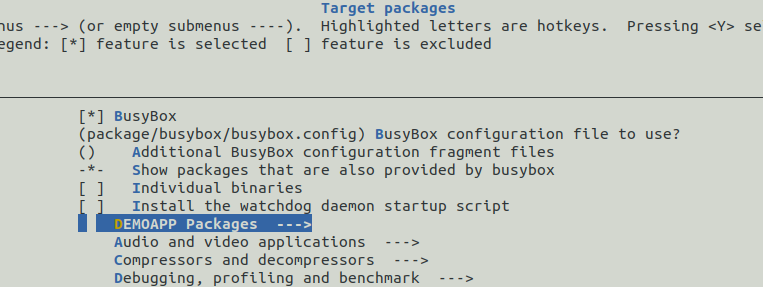 Target packages
nus ---> (or empty submenus ----).  Highlighted letters are hotkeys.  Pressing <Y> se
egend: [*] feature is selected  [ ] feature is excluded
[*] BusyBox
(package/busybox/busybox.config) BusyBox configuration file to use?
()    Additional BusyBox configuration fragment files
-*-   Show packages that are also provided by busybox
[ ]   Individual binaries
[ ]   Install the watchdog daemon startup script
DEMOAPP Packages  --->
Audio and video applications  --->
Compressors and decompressors  --->
Debugging, profiling and benchmark  --->